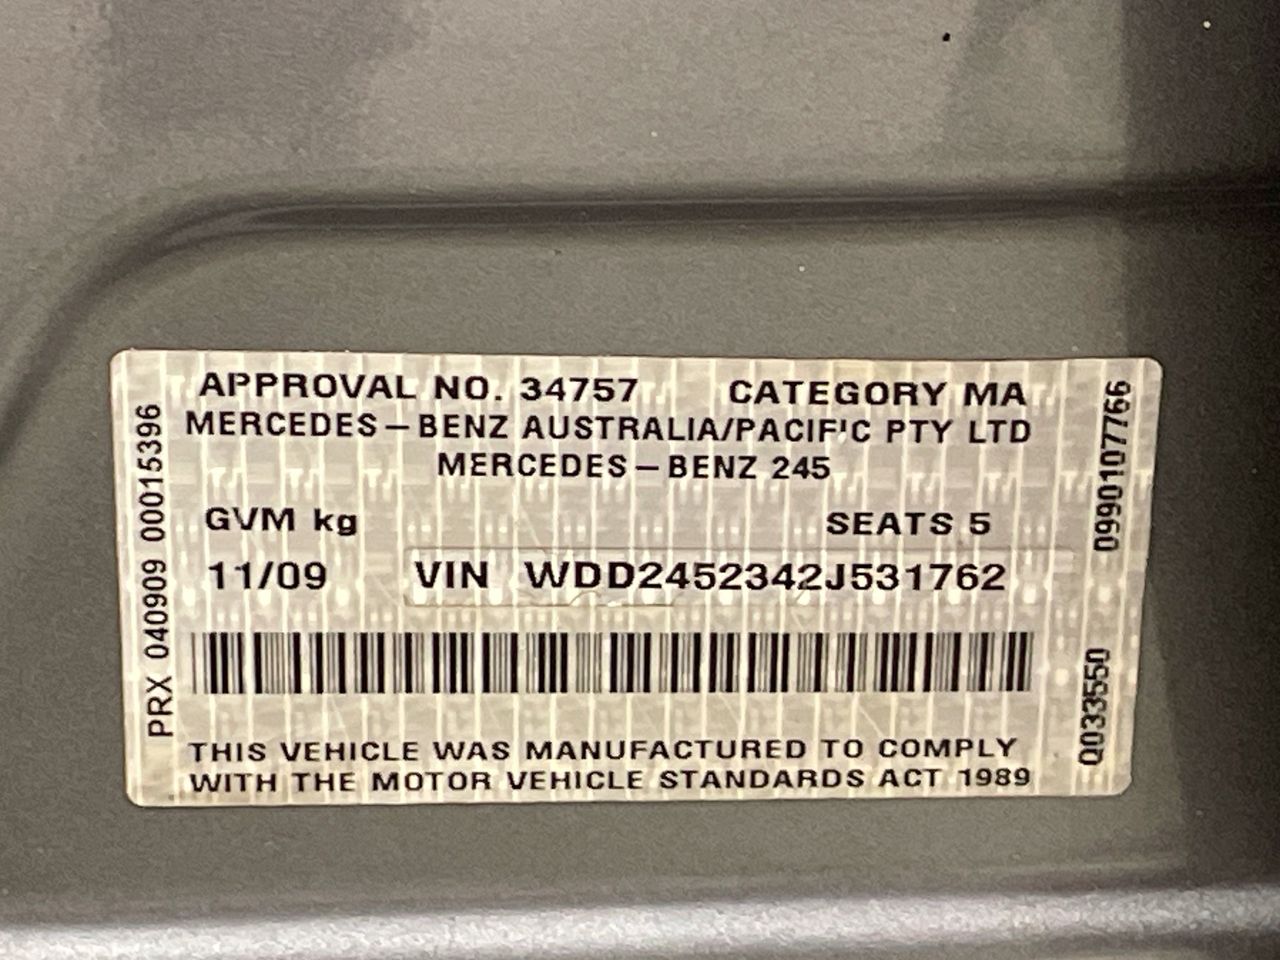 APPROVAL NO. 34757 CATEGORY MA
MERCEDES-BENZ AUSTRALIA/PACIFIC PTY LTD
MERCEDES-BENZ 245
GVM kg SEATS 5
11/09 VIN WDD2452342J531762
THIS VEHICLE WAS MANUFACTURED TO COMPLY
WITH THE MOTOR VEHICLE STANDARDS ACT 1989
PRX 040909 00015396
0990107766
Q033550